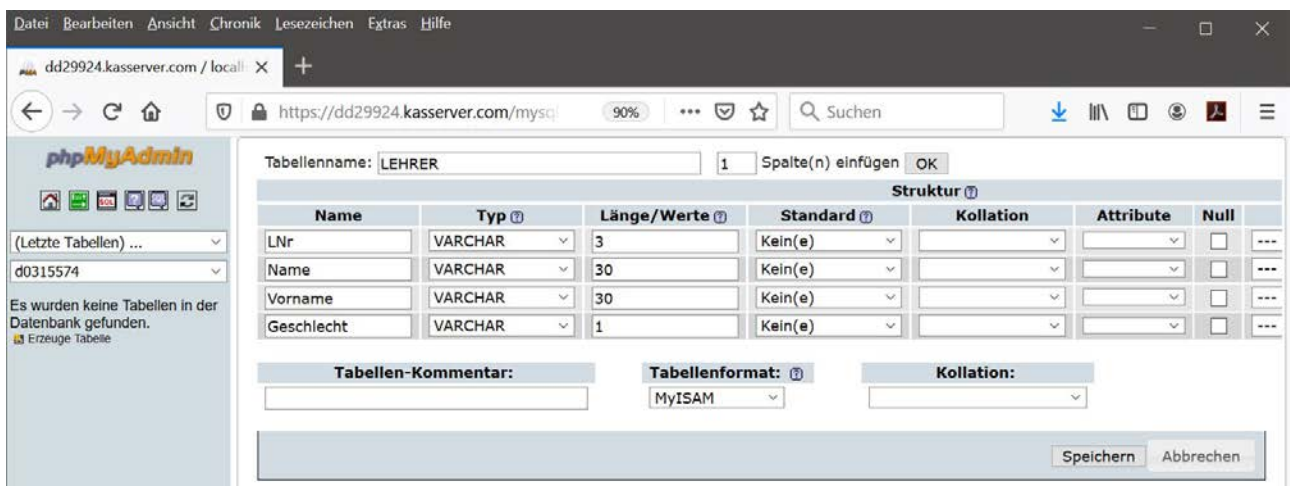 Datei Bearbeiten Ansicht Chronik Lesezeichen Extras Hilfe
dd29924.kasserver.com / locall
https://dd29924.kasserver.com/mysq 90% Suchen
phpMyAdmin
SQL
(Letzte Tabellen) ...
d0315574
Es wurden keine Tabellen in der
Datenbank gefunden.
Erzeuge Tabelle
Tabellenname: LEHRER 1 Spalte(n) einfügen OK
Struktur
Name Typ Länge/Werte Standard Kollation Attribute Null
LNr VARCHAR 3 Kein(e) ---
Name VARCHAR 30 Kein(e) ---
Vorname VARCHAR 30 Kein(e) ---
Geschlecht VARCHAR 1 Kein(e) ---
Tabellen-Kommentar: Tabellenformat: Kollation:
MyISAM
Speichern Abbrechen